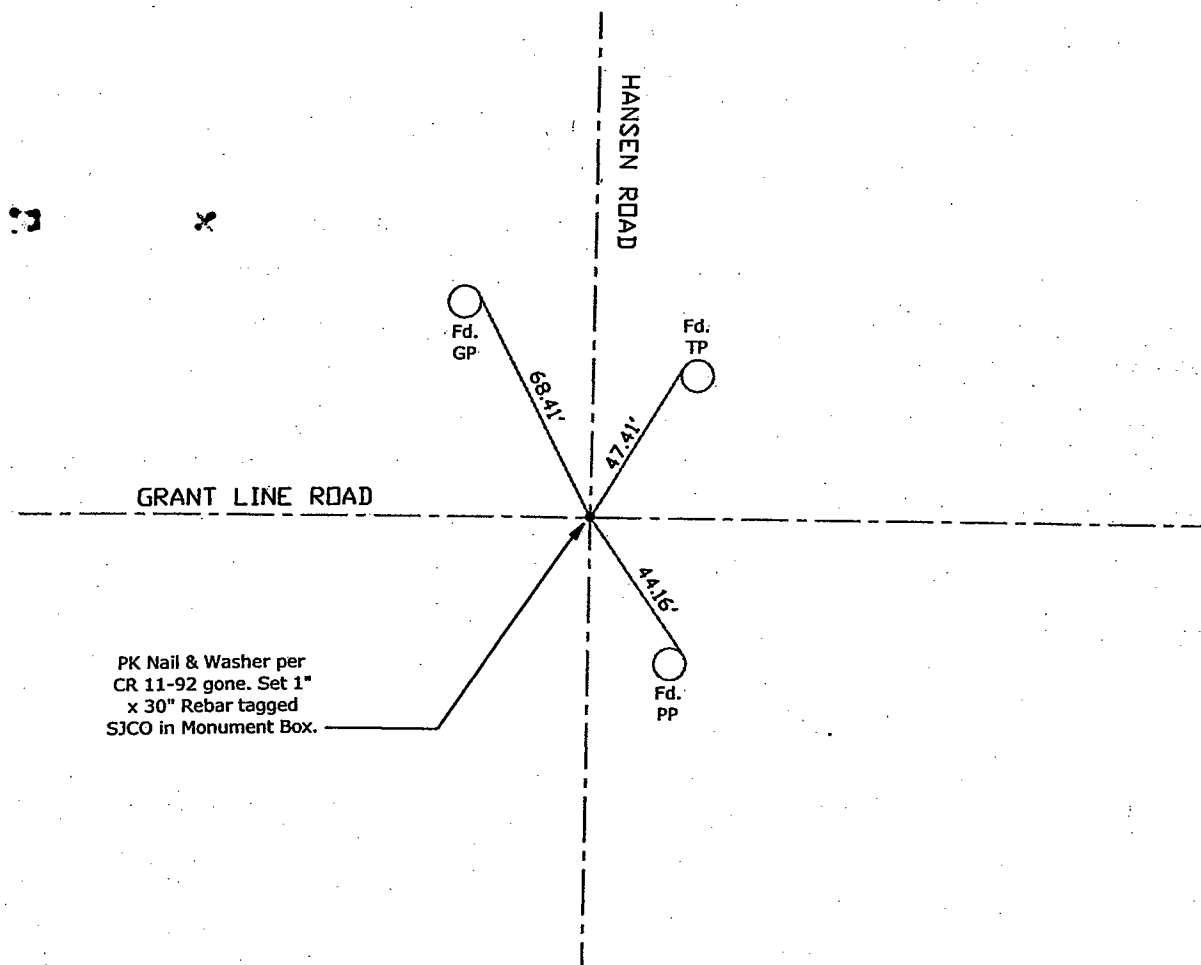 HANSEN ROAD
Fd.
GP
Fd.
TP
68.41'
47.41'
GRANT LINE ROAD
44.16'
PK Nail & Washer per
CR 11-92 gone. Set 1"
x 30" Rebar tagged
SJCO in Monument Box.
Fd.
PP